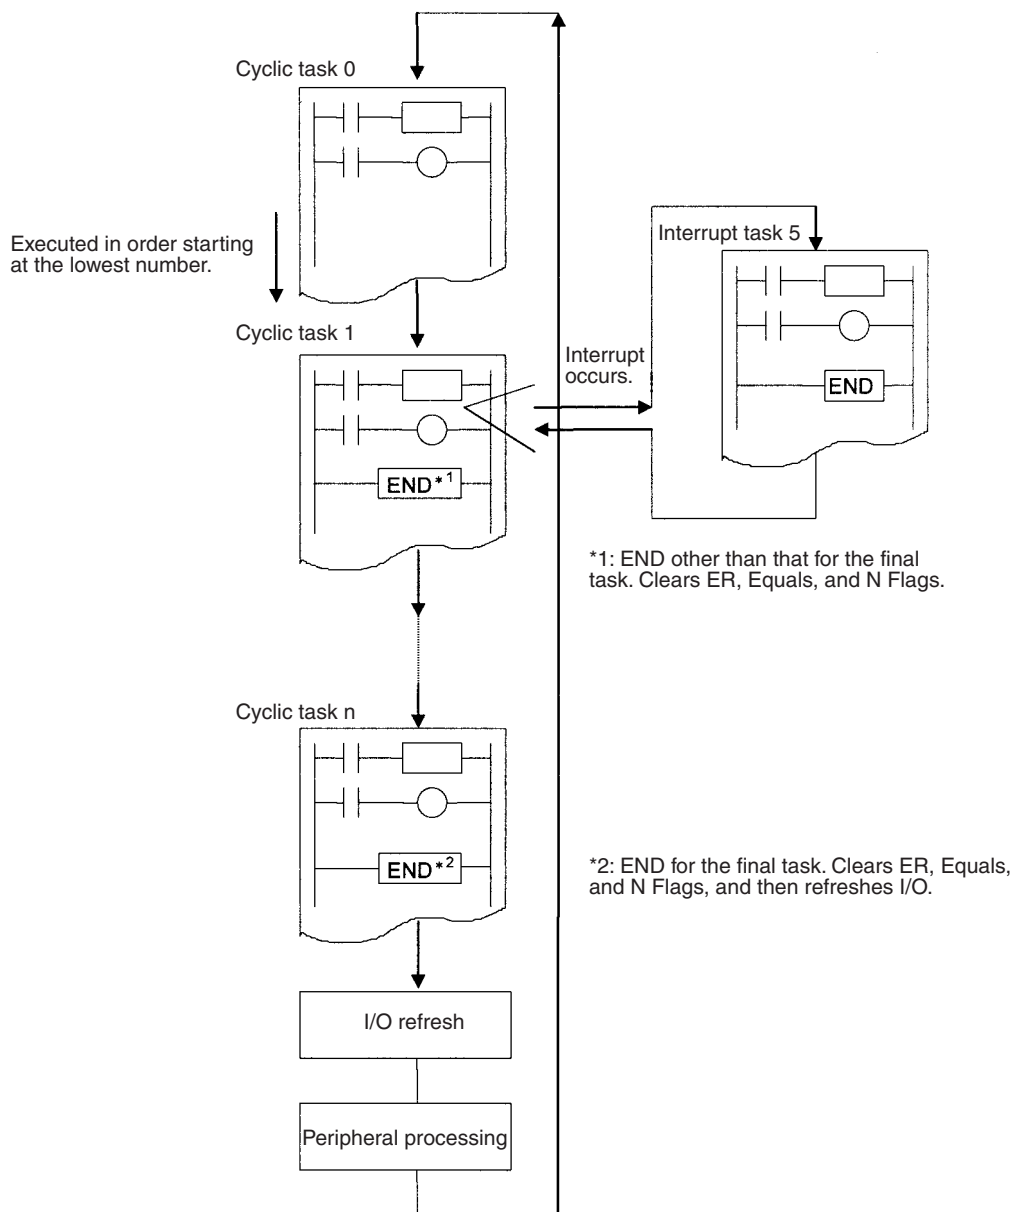 Cyclic task 0
Executed in order starting
at the lowest number.
Interrupt task 5
END
Cyclic task 1
Interrupt
occurs.
END*1
*1: END other than that for the final
task. Clears ER, Equals, and N Flags.
Cyclic task n
END*2
*2: END for the final task. Clears ER, Equals,
and N Flags, and then refreshes I/O.
I/O refresh
Peripheral processing